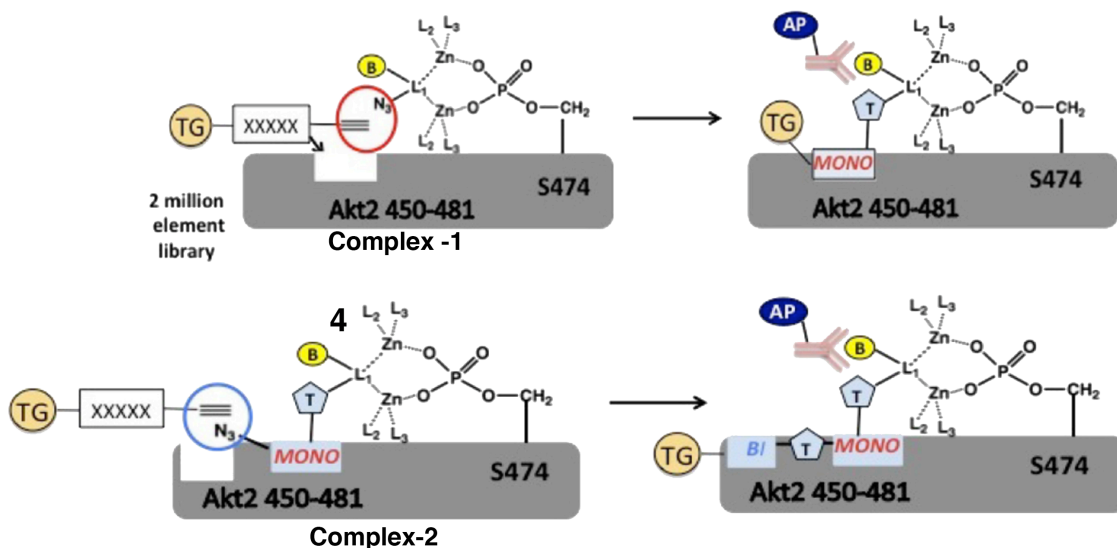 L₂ L₃
Zn O O
B
L₁ P
N₃
Zn O O CH₂
TG XXXXX
L₂ L₃
S474
2 million
element
library
Akt2 450-481
Complex -1
AP
L₂ L₃
Zn O O
B
L₁ P
T
Zn O O CH₂
TG
L₂ L₃
MONO
S474
Akt2 450-481
4
L₂ L₃
Zn O O
B
L₁ P
T
Zn O O CH₂
TG XXXXX
N₃
L₂ L₃
MONO
S474
Akt2 450-481
Complex-2
AP
L₂ L₃
Zn O O
B
L₁ P
T
Zn O O CH₂
L₂ L₃
TG BI T MONO
S474
Akt2 450-481